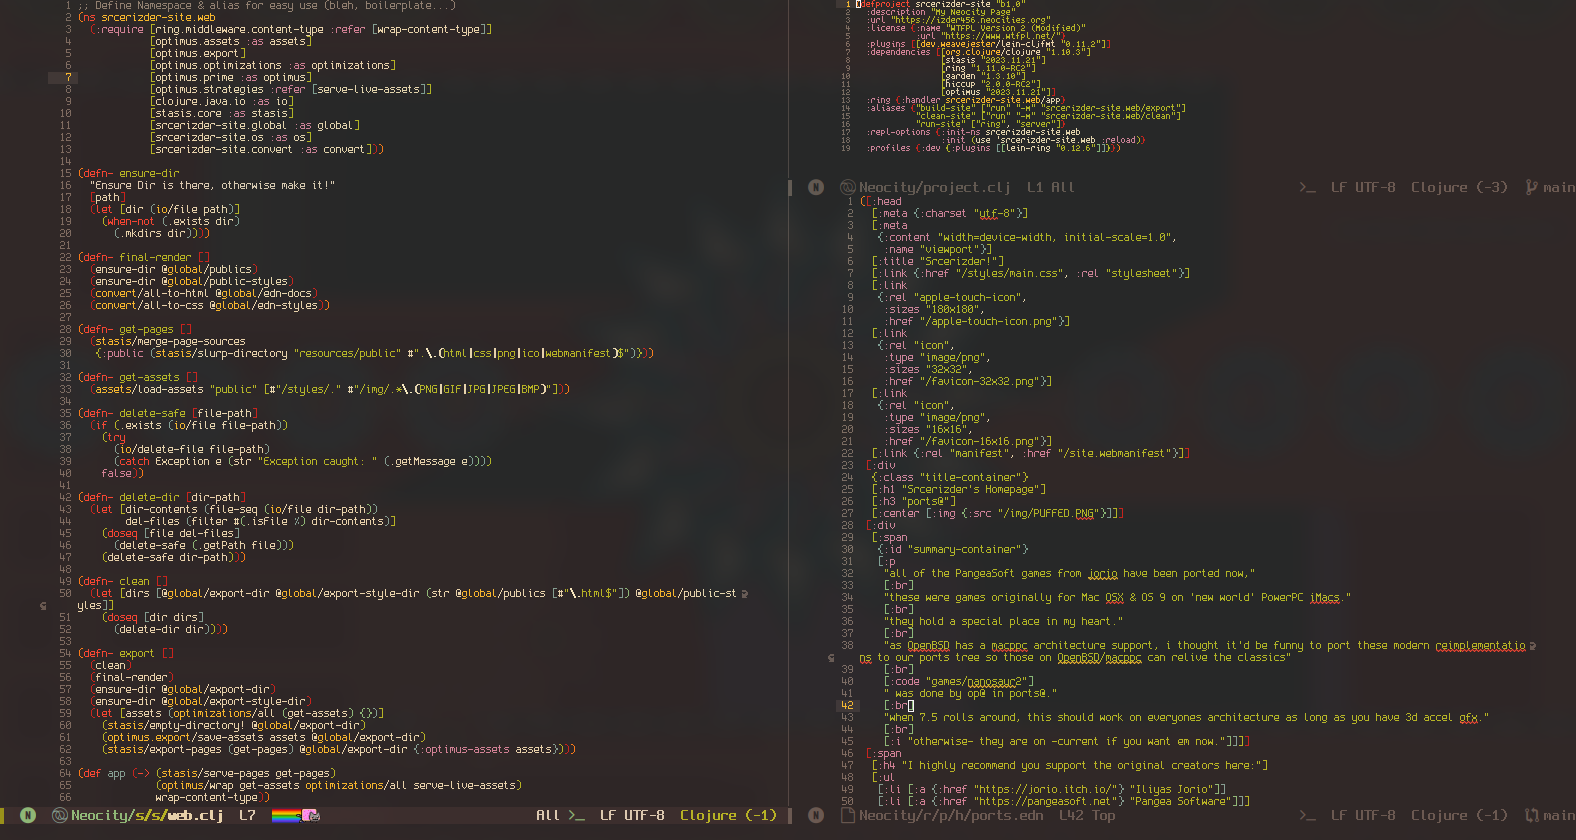 1 ;; Define Namespace & alias for easy use (bleh, boilerplate...)
2 (ns srcerizder-site.web
3 (:require [ring.middleware.content-type :refer [wrap-content-type]]
4 [optimus.assets :as assets]
5 [optimus.export]
6 [optimus.optimizations :as optimizations]
7 [optimus.prime :as optimus]
8 [optimus.strategies :refer [serve-live-assets]]
9 [clojure.java.io :as io]
10 [stasis.core :as stasis]
11 [srcerizder-site.global :as global]
12 [srcerizder-site.os :as os]
13 [srcerizder-site.convert :as convert]))
14
15 (defn- ensure-dir
16 "Ensure Dir is there, otherwise make it!"
17 [path]
18 (let [dir (io/file path)]
19 (when-not (.exists dir)
20 (.mkdirs dir))))
21
22 (defn- final-render []
23 (ensure-dir @global/publics)
24 (ensure-dir @global/public-styles)
25 (convert/all-to-html @global/edn-docs)
26 (convert/all-to-css @global/edn-styles))
27
28 (defn- get-pages []
29 (stasis/merge-page-sources
30 {:public (stasis/slurp-directory "resources/public" #".\.(html|css|png|ico|webmanifest)$")}))
31
32 (defn- get-assets []
33 (assets/load-assets "public" [#"/styles/." #"/img/.*\.(PNG|GIF|JPG|JPEG|BMP)"]))
34
35 (defn- delete-safe [file-path]
36 (if (.exists (io/file file-path))
37 (try
38 (io/delete-file file-path)
39 (catch Exception e (str "Exception caught: " (.getMessage e))))
40 false))
41
42 (defn- delete-dir [dir-path]
43 (let [dir-contents (file-seq (io/file dir-path))
44 del-files (filter #(.isFile %) dir-contents)]
45 (doseq [file del-files]
46 (delete-safe (.getPath file)))
47 (delete-safe dir-path)))
48
49 (defn- clean []
50 (let [dirs [@global/export-dir @global/export-style-dir (str @global/publics [#"\.html$"]) @global/public-st
yles]]
51 (doseq [dir dirs]
52 (delete-dir dir))))
53
54 (defn- export []
55 (clean)
56 (final-render)
57 (ensure-dir @global/export-dir)
58 (ensure-dir @global/export-style-dir)
59 (let [assets (optimizations/all (get-assets) {})]
60 (stasis/empty-directory! @global/export-dir)
61 (optimus.export/save-assets assets @global/export-dir)
62 (stasis/export-pages (get-pages) @global/export-dir {:optimus-assets assets})))
63
64 (def app (-> (stasis/serve-pages get-pages)
65 (optimus/wrap get-assets optimizations/all serve-live-assets)
66 wrap-content-type))
N Neocity/s/s/web.clj L7 All >_ LF UTF-8 Clojure (-1)
1 (defproject srcerizder-site "b1.0"
2 :description "My Neocity Page"
3 :url "https://izder456.neocities.org"
4 :license {:name "WTFPL Version 2 (Modified)"
5 :url "https://www.wtfpl.net/"}
6 :plugins [[dev.weavejester/lein-cljfmt "0.11.2"]]
7 :dependencies [[org.clojure/clojure "1.10.3"]
8 [stasis "2023.11.21"]
9 [ring "1.11.0-RC2"]
10 [garden "1.3.10"]
11 [hiccup "2.0.0-RC2"]
12 [optimus "2023.11.21"]]
13 :ring {:handler srcerizder-site.web/app}
14 :aliases {"build-site" ["run" "-m" "srcerizder-site.web/export"]
15 "clean-site" ["run" "-m" "srcerizder-site.web/clean"]
16 "run-site" ["ring", "server"]}
17 :repl-options {:init-ns srcerizder-site.web
18 :init (use 'srcerizder-site.web :reload)}
19 :profiles {:dev {:plugins [[lein-ring "0.12.6"]]}})
N Neocity/project.clj L1 All >_ LF UTF-8 Clojure (-3) main
1 ([:head
2 [:meta {:charset "utf-8"}]
3 [:meta
4 {:content "width=device-width, initial-scale=1.0",
5 :name "viewport"}]
6 [:title "Srcerizder!"]
7 [:link {:href "/styles/main.css", :rel "stylesheet"}]
8 [:link
9 {:rel "apple-touch-icon",
10 :sizes "180x180",
11 :href "/apple-touch-icon.png"}]
12 [:link
13 {:rel "icon",
14 :type "image/png",
15 :sizes "32x32",
16 :href "/favicon-32x32.png"}]
17 [:link
18 {:rel "icon",
19 :type "image/png",
20 :sizes "16x16",
21 :href "/favicon-16x16.png"}]
22 [:link {:rel "manifest", :href "/site.webmanifest"}]]
23 [:div
24 {:class "title-container"}
25 [:h1 "Srcerizder's Homepage"]
26 [:h3 "ports@"]
27 [:center [:img {:src "/img/PUFFED.PNG"}]]]
28 [:div
29 [:span
30 {:id "summary-container"}
31 [:p
32 "all of the PangeaSoft games from jorio have been ported now,"
33 [:br]
34 "these were games originally for Mac OSX & OS 9 on 'new world' PowerPC iMacs."
35 [:br]
36 "they hold a special place in my heart."
37 [:br]
38 "as OpenBSD has a macppc architecture support, i thought it'd be funny to port these modern reimplementatio
ns to our ports tree so those on OpenBSD/macppc can relive the classics"
39 [:br]
40 [:code "games/nanosaur2"]
41 " was done by op@ in ports@."
42 [:br]
43 "when 7.5 rolls around, this should work on everyones architecture as long as you have 3d accel gfx."
44 [:br]
45 [:i "otherwise- they are on -current if you want em now."]]]]
46 [:span
47 [:h4 "I highly recommend you support the original creators here:"]
48 [:ul
49 [:li [:a {:href "https://jorio.itch.io/"} "Iliyas Jorio"]]
50 [:li [:a {:href "https://pangeasoft.net"} "Pangea Software"]]]
N Neocity/r/p/h/ports.edn L42 Top >_ LF UTF-8 Clojure (-1) main